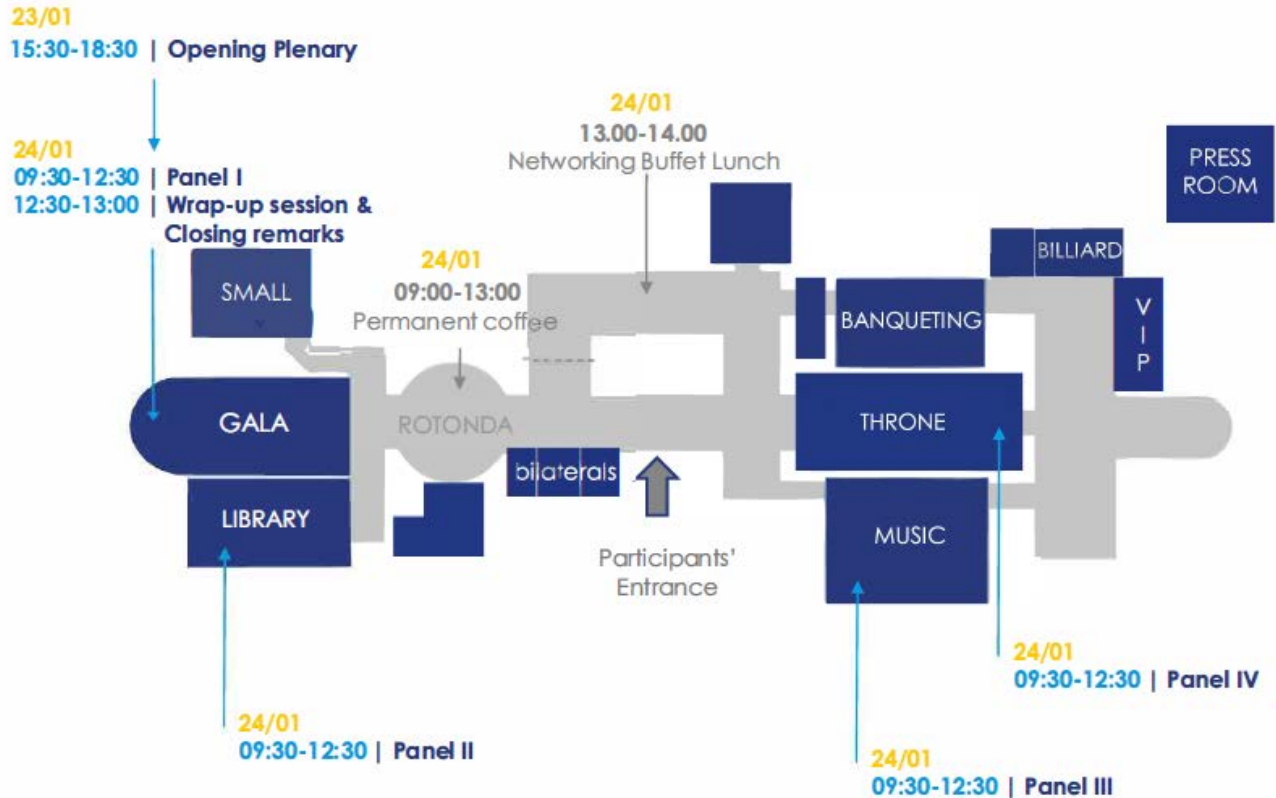 23/01
15:30-18:30 | Opening Plenary
24/01
09:30-12:30 | Panel I
12:30-13:00 | Wrap-up session &
Closing remarks
24/01
13.00-14.00
Networking Buffet Lunch
24/01
09:00-13:00
Permanent coffee
PRESS
ROOM
SMALL
BILLIARD
BANQUETING
V
I
P
GALA
ROTONDA
THRONE
bilaterals
LIBRARY
MUSIC
Participants'
Entrance
24/01
09:30-12:30 | Panel IV
24/01
09:30-12:30 | Panel II
24/01
09:30-12:30 | Panel III